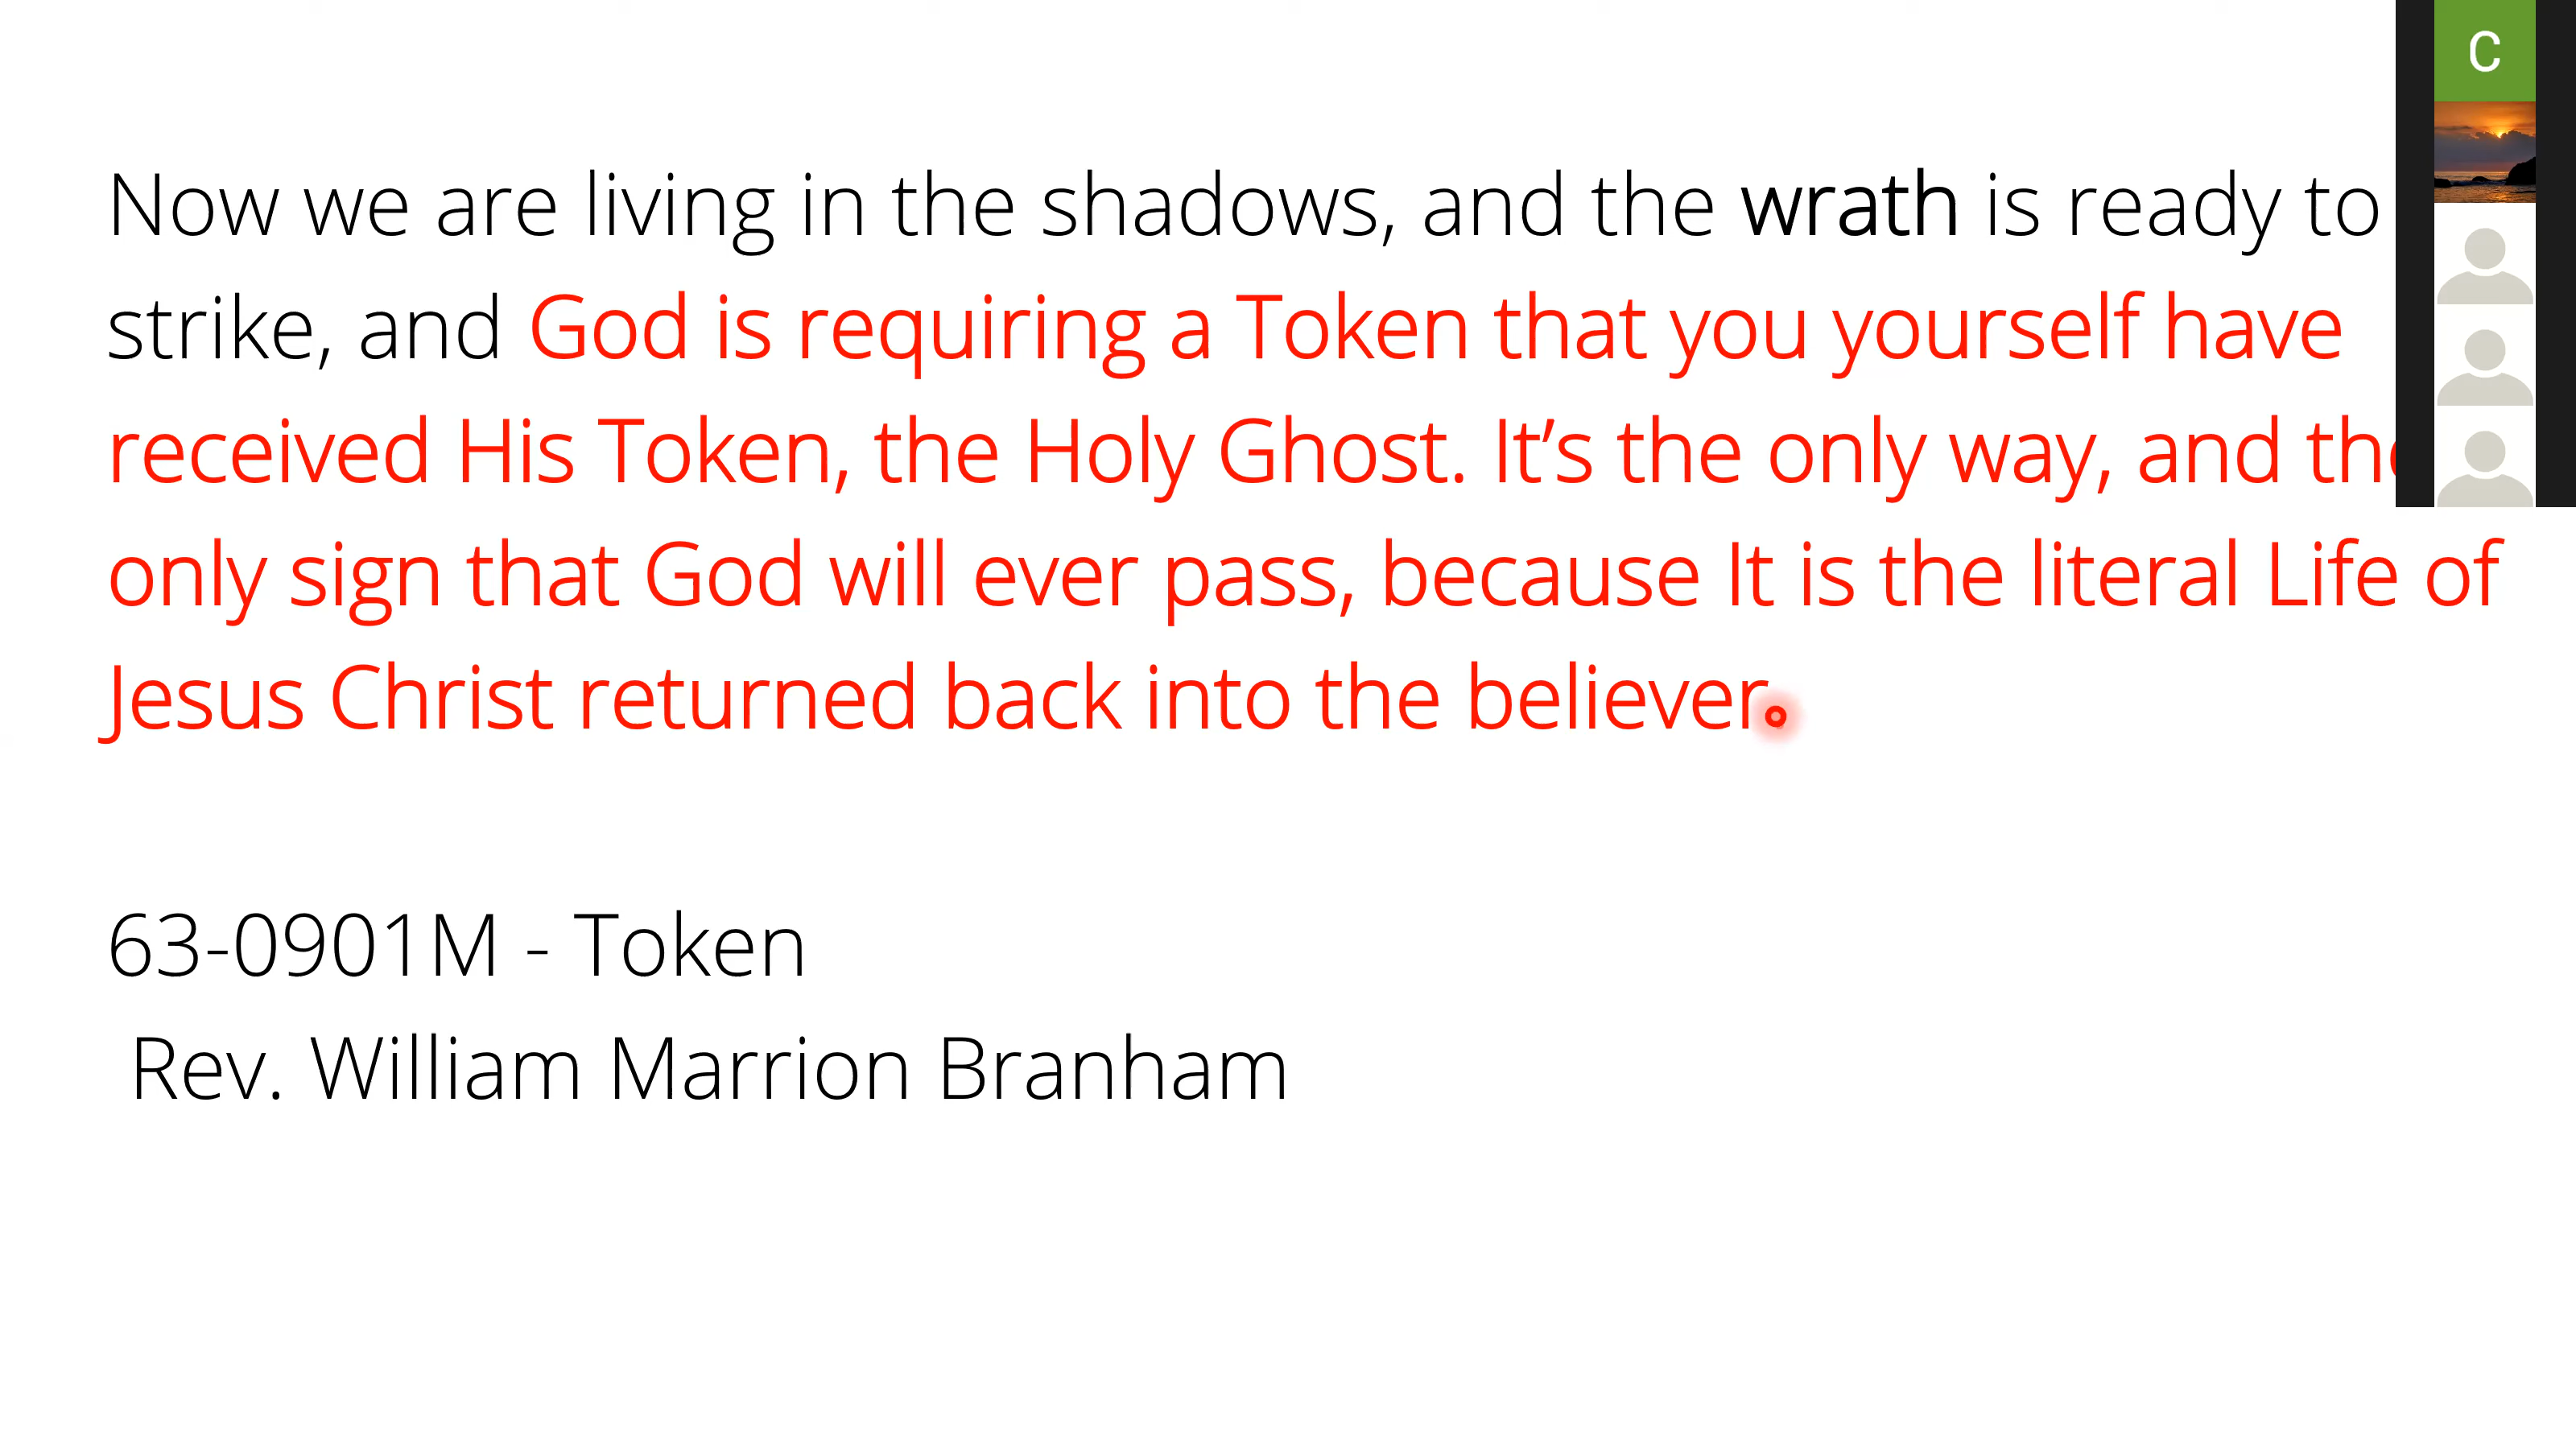 Now we are living in the shadows, and the wrath is ready to
strike, and God is requiring a Token that you yourself have
received His Token, the Holy Ghost. It’s the only way, and the
only sign that God will ever pass, because It is the literal Life of
Jesus Christ returned back into the believer.
63-0901M - Token
Rev. William Marrion Branham
C